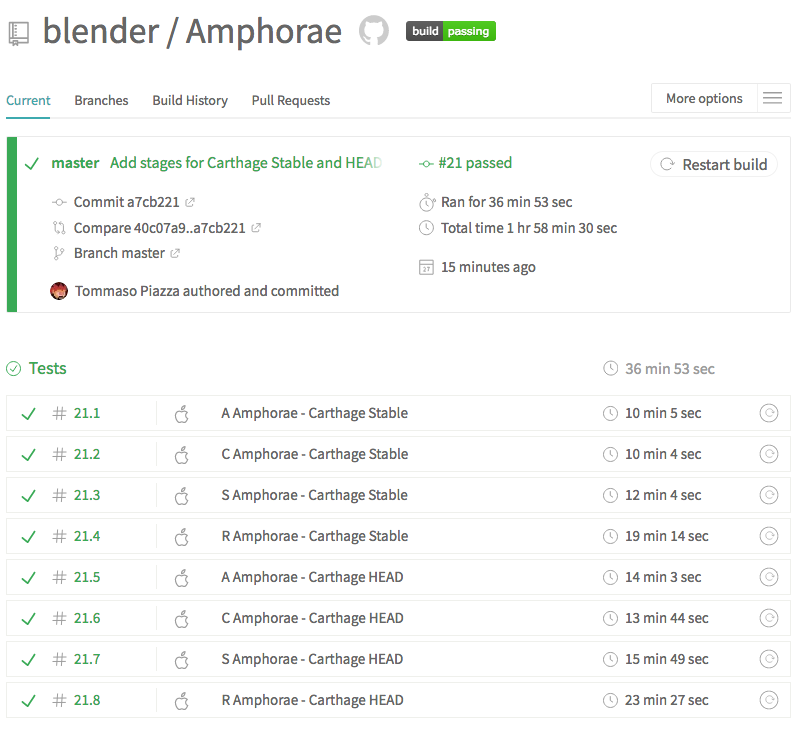 blender / Amphorae build passing
Current Branches Build History Pull Requests More options
master Add stages for Carthage Stable and HEAD #21 passed Restart build
Commit a7cb221 Ran for 36 min 53 sec
Compare 40c07a9..a7cb221 Total time 1 hr 58 min 30 sec
Branch master
27 15 minutes ago
Tommaso Piazza authored and committed
Tests 36 min 53 sec
# 21.1 A Amphorae - Carthage Stable 10 min 5 sec
# 21.2 C Amphorae - Carthage Stable 10 min 4 sec
# 21.3 S Amphorae - Carthage Stable 12 min 4 sec
# 21.4 R Amphorae - Carthage Stable 19 min 14 sec
# 21.5 A Amphorae - Carthage HEAD 14 min 3 sec
# 21.6 C Amphorae - Carthage HEAD 13 min 44 sec
# 21.7 S Amphorae - Carthage HEAD 15 min 49 sec
# 21.8 R Amphorae - Carthage HEAD 23 min 27 sec